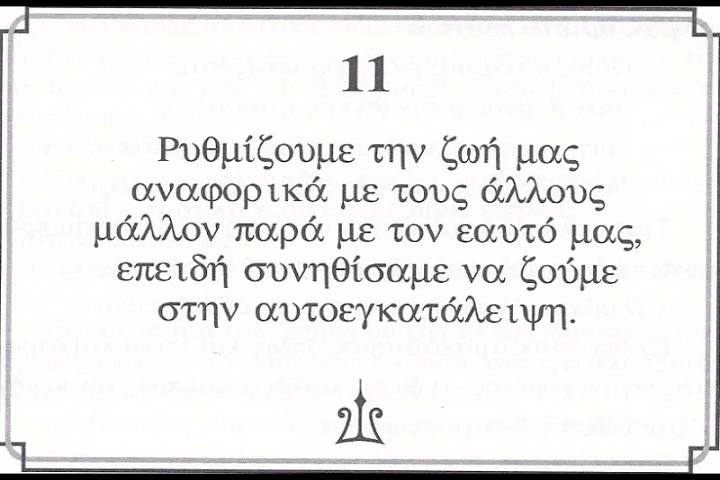 11
Ρυθμίζουμε την ζωή μας
αναφορικά με τους άλλους
μάλλον παρά με τον εαυτό μας,
επειδή συνηθίσαμε να ζούμε
στην αυτοεγκατάλειψη.